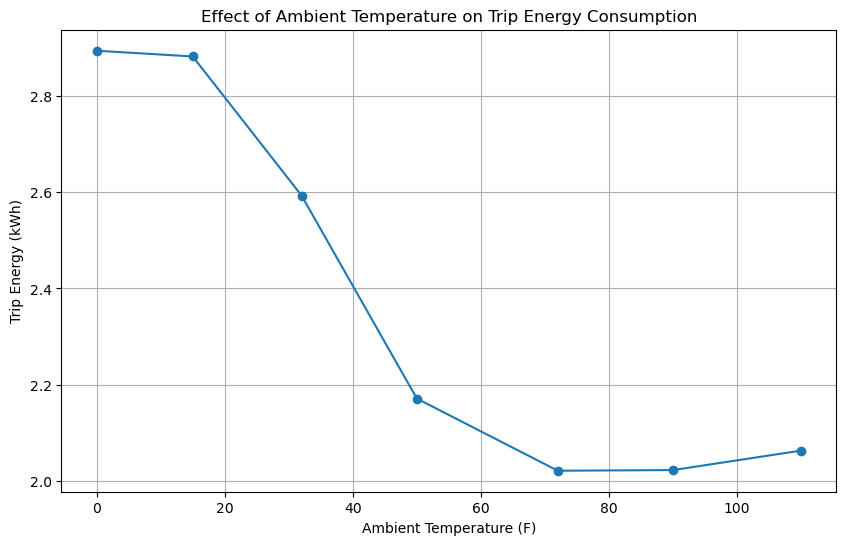 Effect of Ambient Temperature on Trip Energy Consumption
Trip Energy (kWh)
2.8
2.6
2.4
2.2
2.0
0 20 40 60 80 100
Ambient Temperature (F)